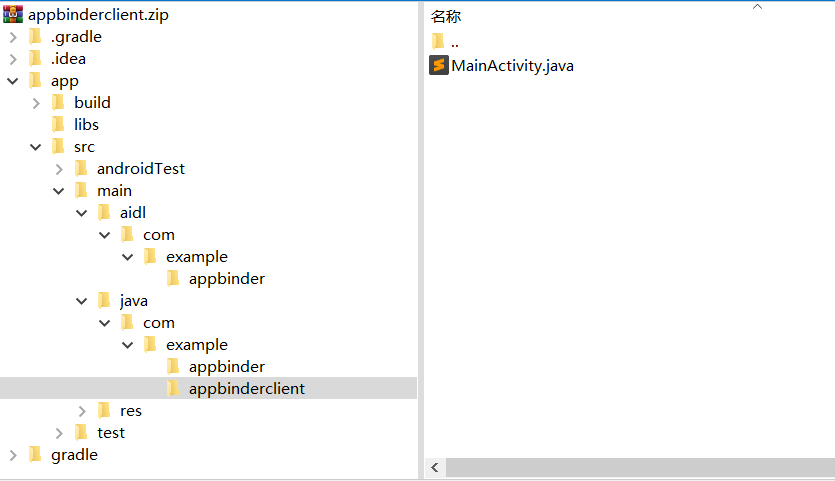 appbinderclient.zip
.gradle
.idea
app
build
libs
src
androidTest
main
aidl
com
example
appbinder
java
com
example
appbinder
appbinderclient
res
test
gradle
名称
..
MainActivity.java